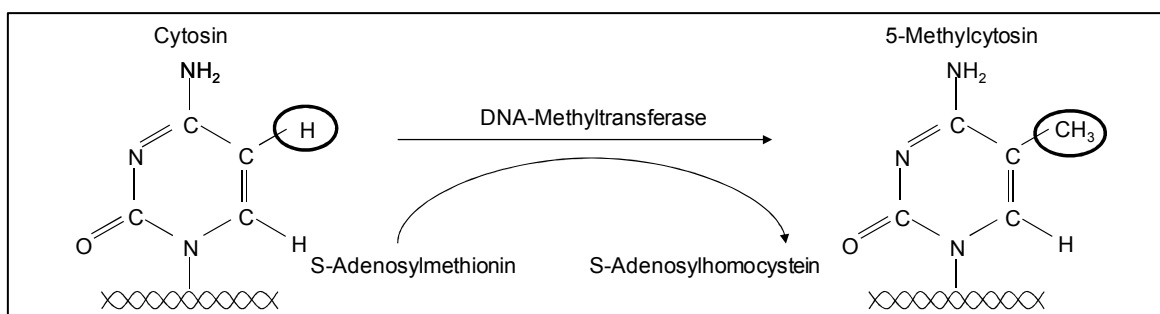 Cytosin
5-Methylcytosin
NH₂
NH₂
C
H
DNA-Methyltransferase
C
CH₃
N
C
N
C
C
C
C
C
O
N
H
O
N
H
S-Adenosylmethionin
S-Adenosylhomocystein